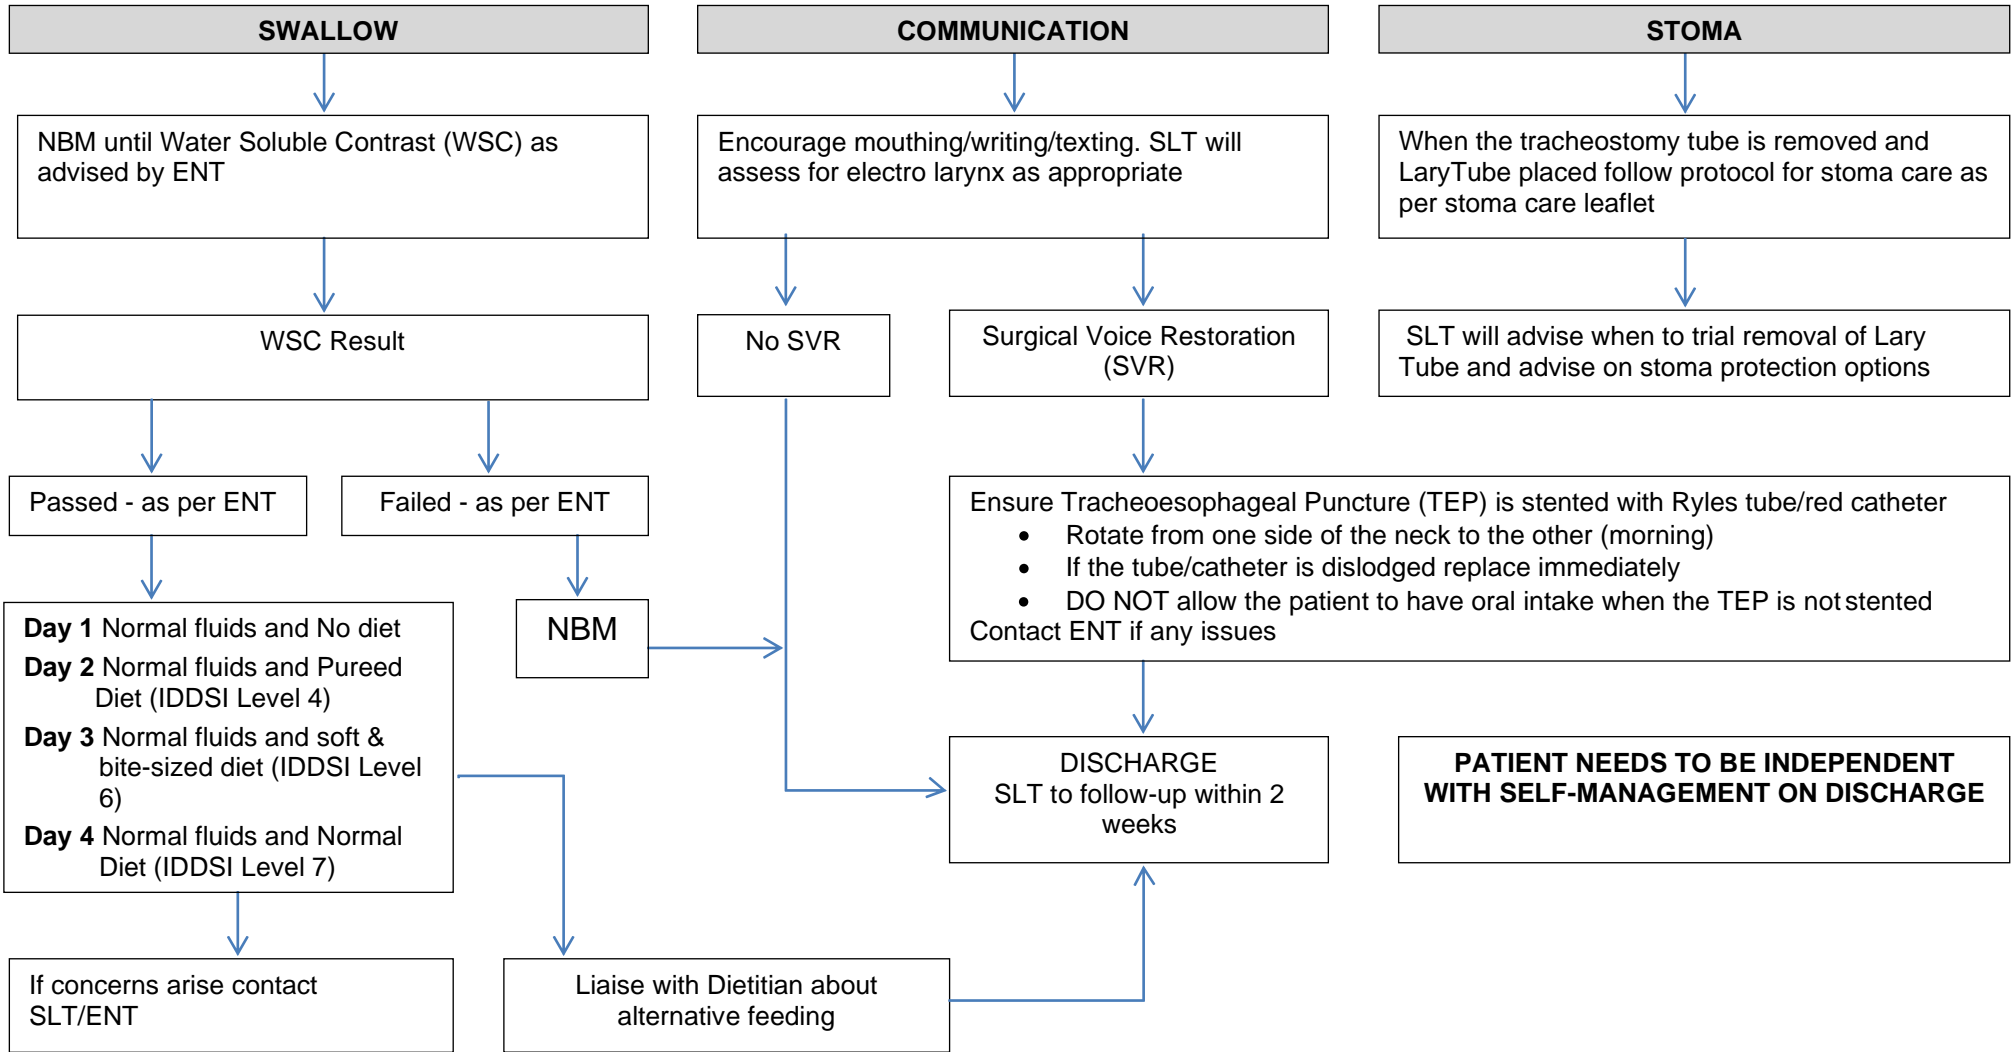 SWALLOW
NBM until Water Soluble Contrast (WSC) as
advised by ENT
WSC Result
Passed - as per ENT
Failed - as per ENT
NBM
Day 1 Normal fluids and No diet
Day 2 Normal fluids and Pureed
Diet (IDDSI Level 4)
Day 3 Normal fluids and soft &
bite-sized diet (IDDSI Level
6)
Day 4 Normal fluids and Normal
Diet (IDDSI Level 7)
If concerns arise contact
SLT/ENT
Liaise with Dietitian about
alternative feeding
COMMUNICATION
Encourage mouthing/writing/texting. SLT will
assess for electro larynx as appropriate
No SVR
Surgical Voice Restoration
(SVR)
Ensure Tracheoesophageal Puncture (TEP) is stented with Ryles tube/red catheter
• Rotate from one side of the neck to the other (morning)
• If the tube/catheter is dislodged replace immediately
• DO NOT allow the patient to have oral intake when the TEP is not stented
Contact ENT if any issues
DISCHARGE
SLT to follow-up within 2
weeks
STOMA
When the tracheostomy tube is removed and
LaryTube placed follow protocol for stoma care as
per stoma care leaflet
SLT will advise when to trial removal of Lary
Tube and advise on stoma protection options
PATIENT NEEDS TO BE INDEPENDENT
WITH SELF-MANAGEMENT ON DISCHARGE